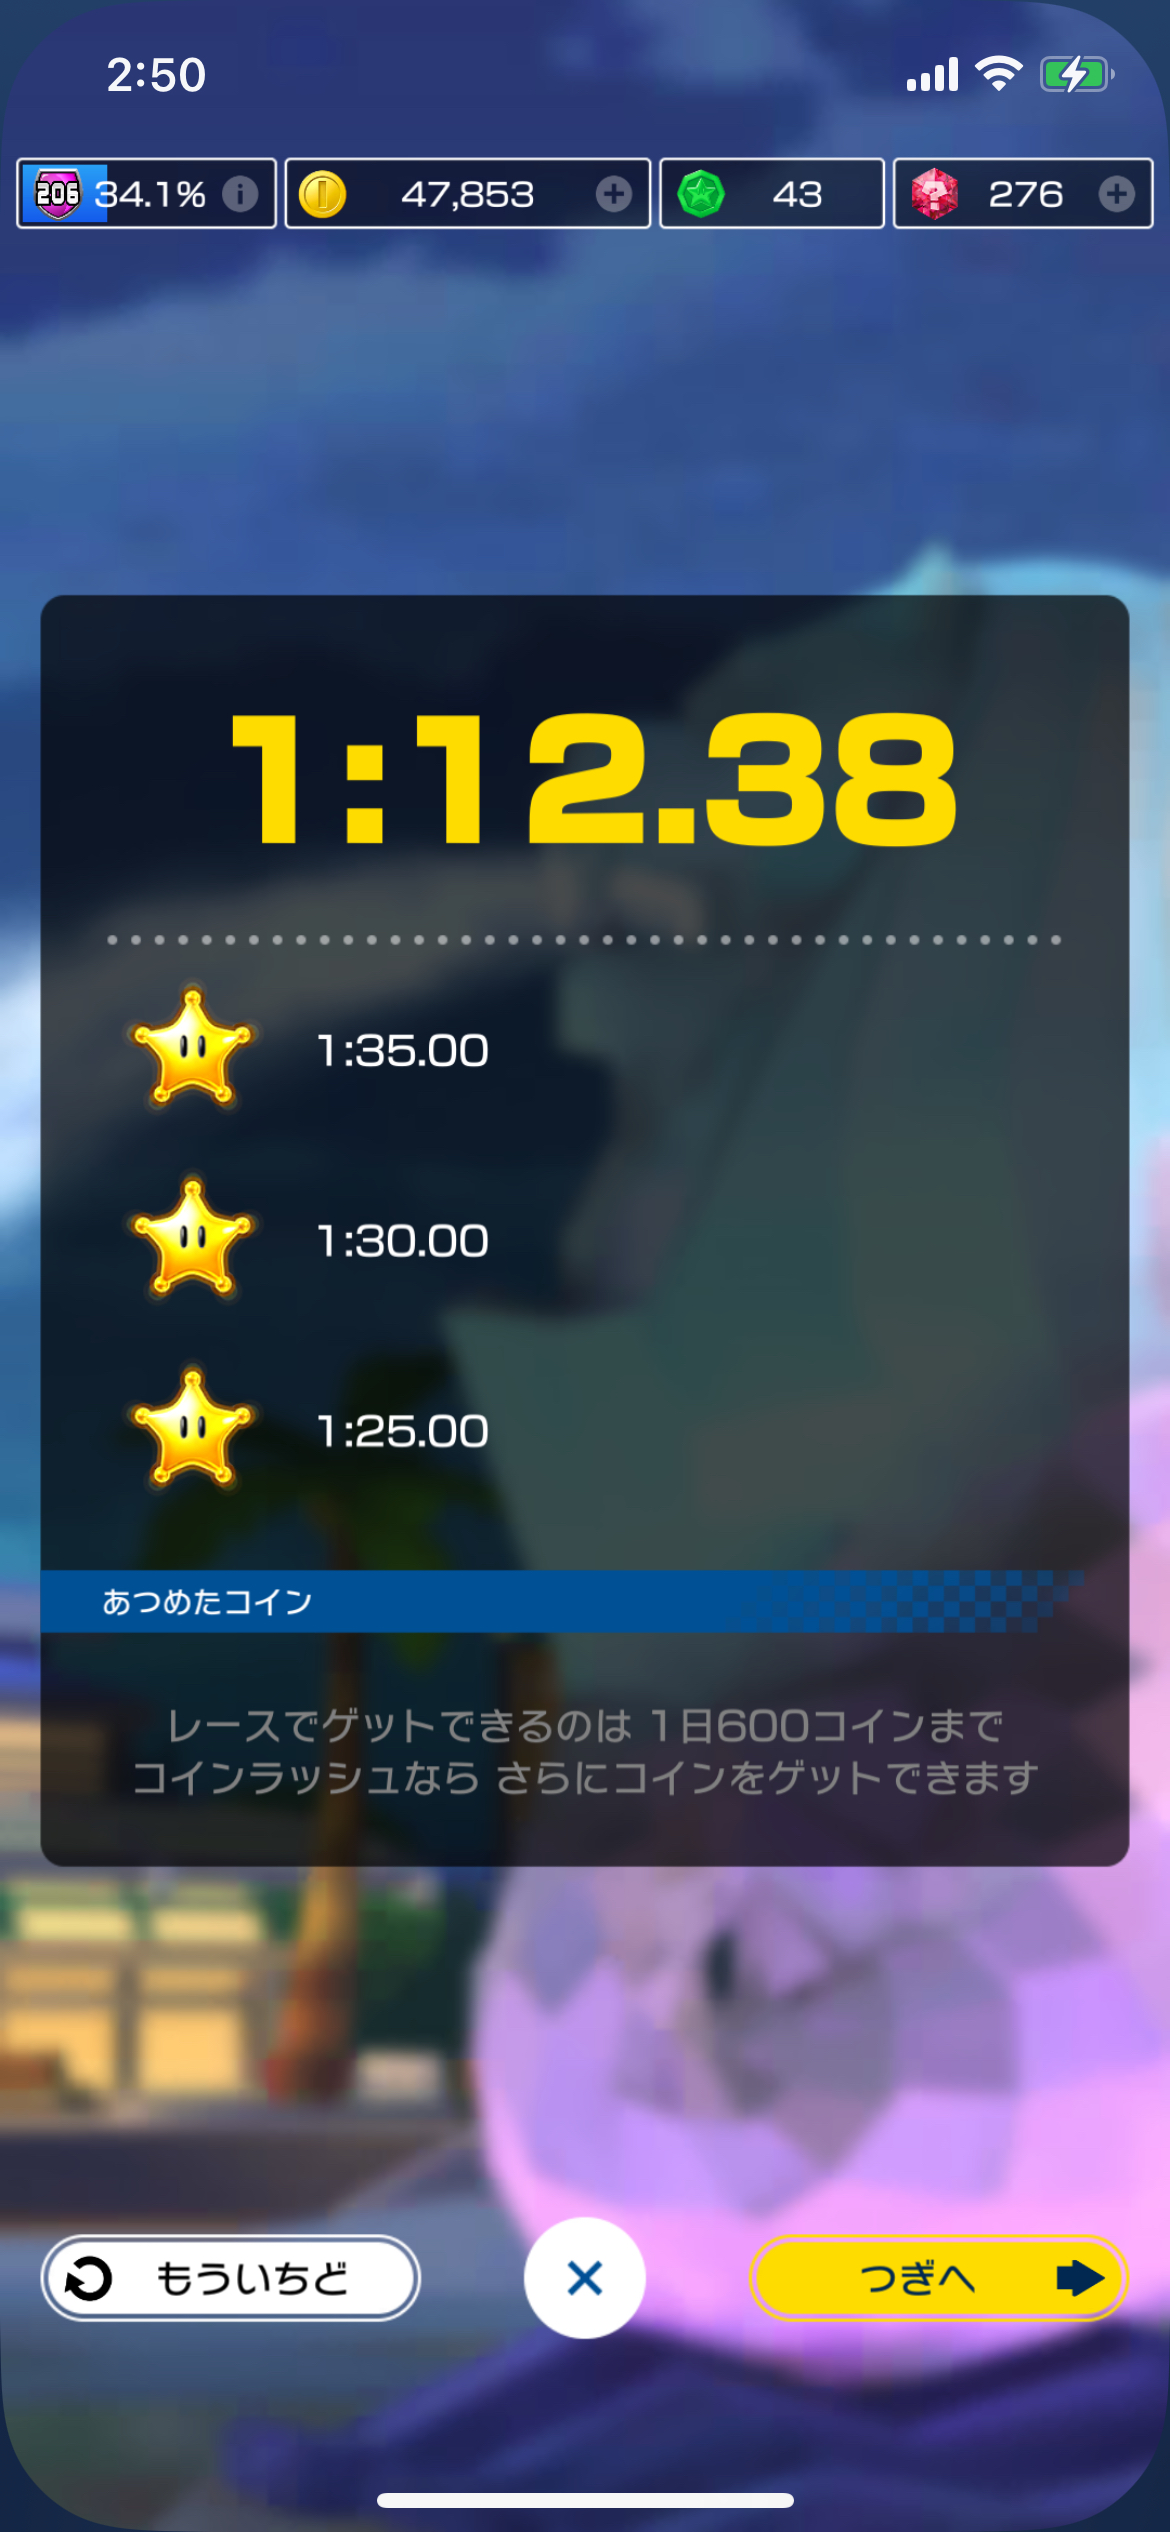 2:50
206 34.1% i 47,853 + 43 276 +
1:12.38
1:35.00
1:30.00
1:25.00
あつめたコイン
レースでゲットできるのは 1日600コインまで
コインラッシュなら さらにコインをゲットできます
もういちど × つぎへ